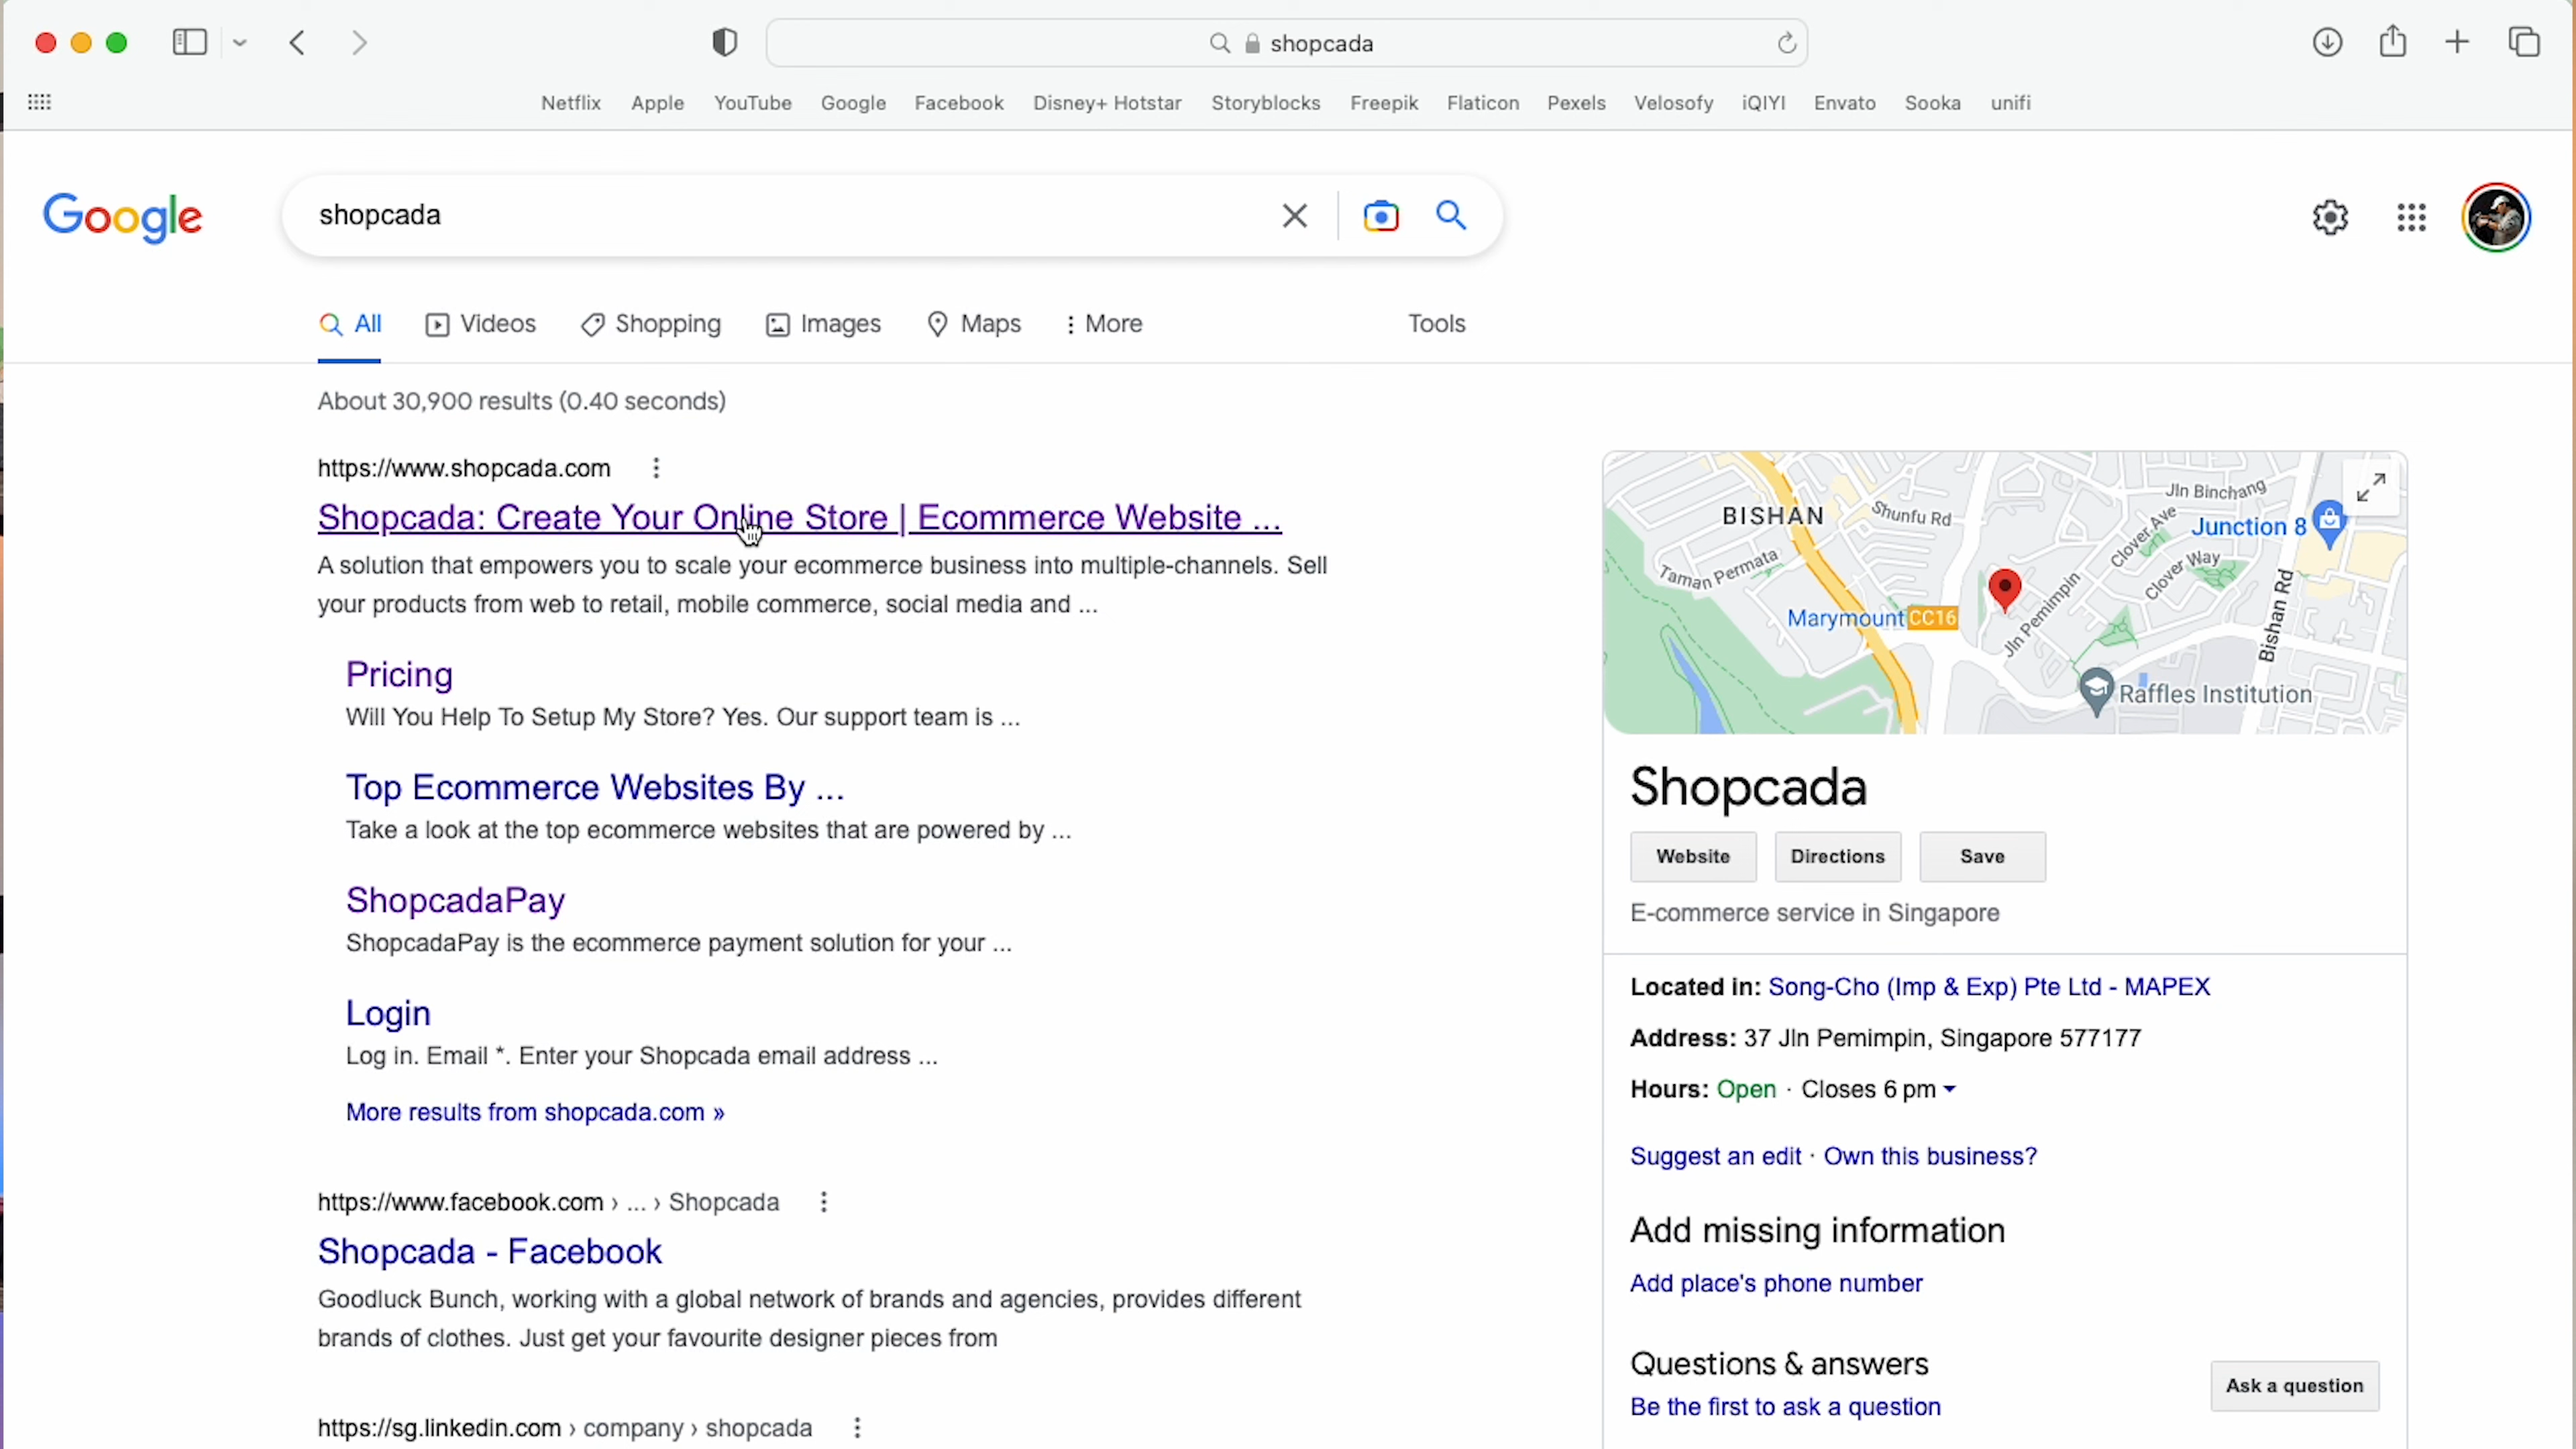 shopcada
Netflix Apple YouTube Google Facebook Disney+ Hotstar Storyblocks Freepik Flaticon Pexels Velosofy iQIYI Envato Sooka unifi
Google
shopcada
All Videos Shopping Images Maps More Tools
About 30,900 results (0.40 seconds)
https://www.shopcada.com
Shopcada: Create Your Online Store | Ecommerce Website ...
A solution that empowers you to scale your ecommerce business into multiple-channels. Sell
your products from web to retail, mobile commerce, social media and ...
Pricing
Will You Help To Setup My Store? Yes. Our support team is ...
Top Ecommerce Websites By ...
Take a look at the top ecommerce websites that are powered by ...
ShopcadaPay
ShopcadaPay is the ecommerce payment solution for your ...
Login
Log in. Email *. Enter your Shopcada email address ...
More results from shopcada.com »
https://www.facebook.com › ... › Shopcada
Shopcada - Facebook
Goodluck Bunch, working with a global network of brands and agencies, provides different
brands of clothes. Just get your favourite designer pieces from
https://sg.linkedin.com › company › shopcada
BISHAN
Shunfu Rd
Jln Binchang
Clover Ave
Junction 8
Taman Permata
Clover Way
Marymount CC16
Jln Pemimpin
Bishan Rd
Raffles Institution
Shopcada
Website Directions Save
E-commerce service in Singapore
Located in: Song-Cho (Imp & Exp) Pte Ltd - MAPEX
Address: 37 Jln Pemimpin, Singapore 577177
Hours: Open · Closes 6 pm
Suggest an edit · Own this business?
Add missing information
Add place's phone number
Questions & answers
Be the first to ask a question
Ask a question